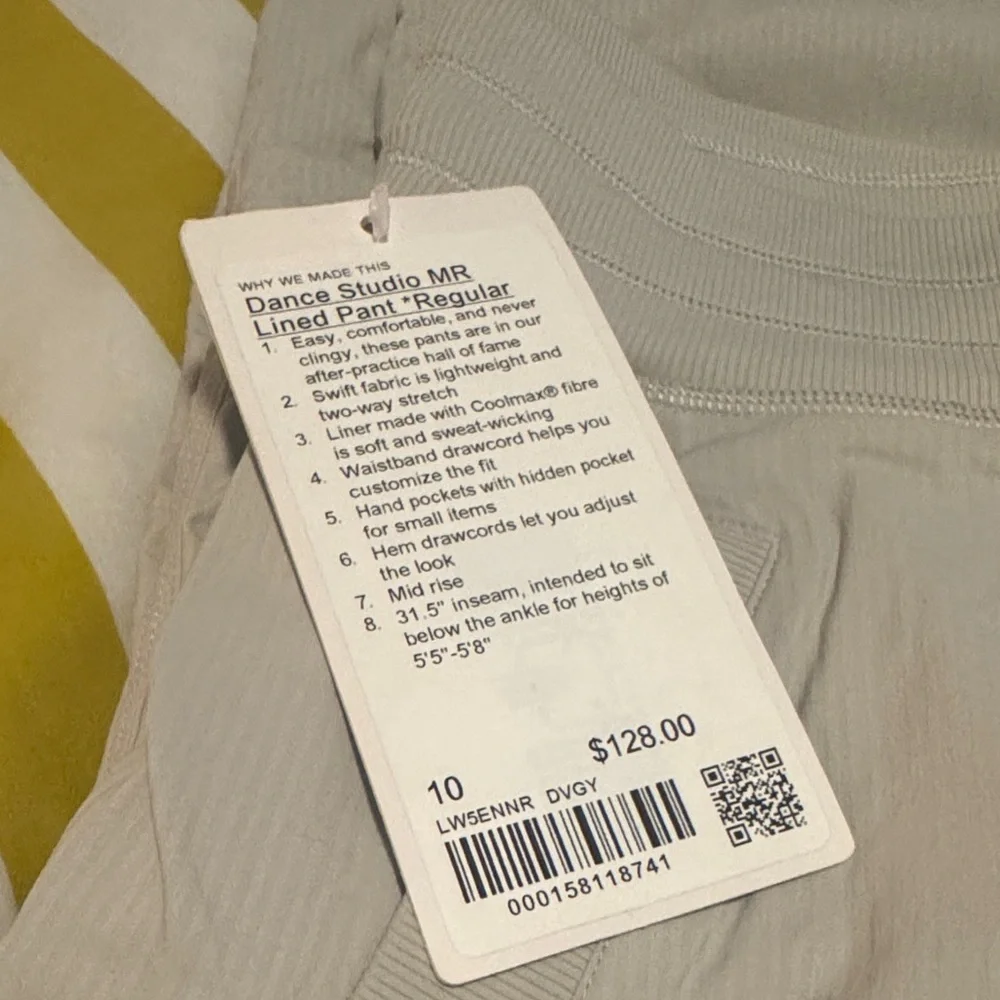 WHY WE MADE THIS
Dance Studio MR
Lined Pant *Regular
1. Easy, comfortable, and never
clingy, these pants are in our
after-practice hall of fame
2. Swift fabric is lightweight and
two-way stretch
3. Liner made with Coolmax® fibre
is soft and sweat-wicking
4. Waistband drawcord helps you
customize the fit
5. Hand pockets with hidden pocket
for small items
6. Hem drawcords let you adjust
the look
7. Mid rise
8. 31.5" inseam, intended to sit
below the ankle for heights of
5'5"-5'8"
$128.00
10
LW5ENNR DVGY
000158118741